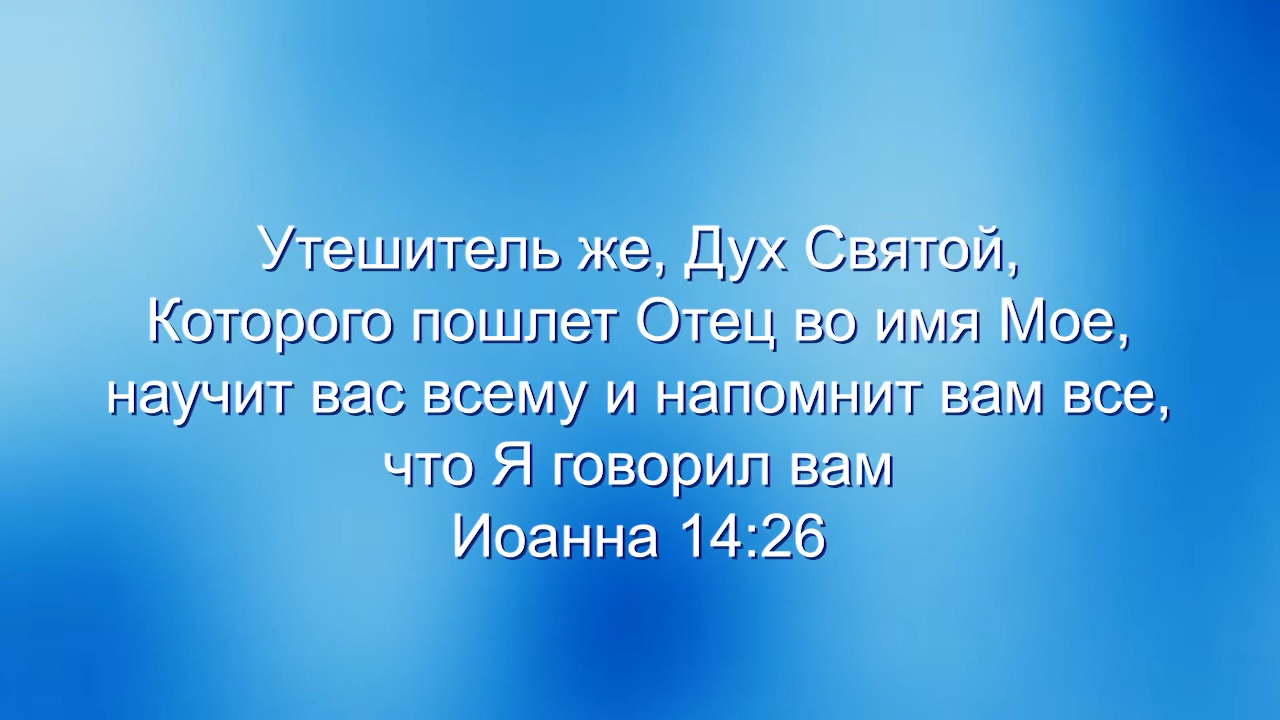 Утешитель же, Дух Святой,
Которого пошлет Отец во имя Мое,
научит вас всему и напомнит вам все,
что Я говорил вам
Иоанна 14:26